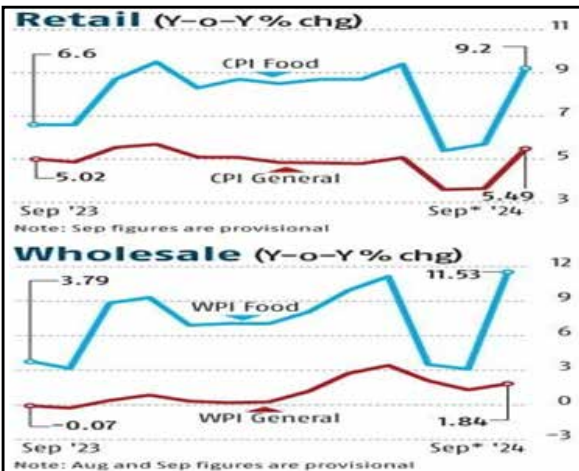 Retail (Y-o-Y % chg)
11
6.6
9.2
CPI Food
9
7
5
5.02
CPI General
5.49
3
Sep '23
Sep* '24
Note: Sep figures are provisional
Wholesale (Y-o-Y % chg)
12
3.79
11.53
WPI Food
9
6
3
0
-0.07
WPI General
1.84
-3
Sep '23
Sep* '24
Note: Aug and Sep figures are provisional